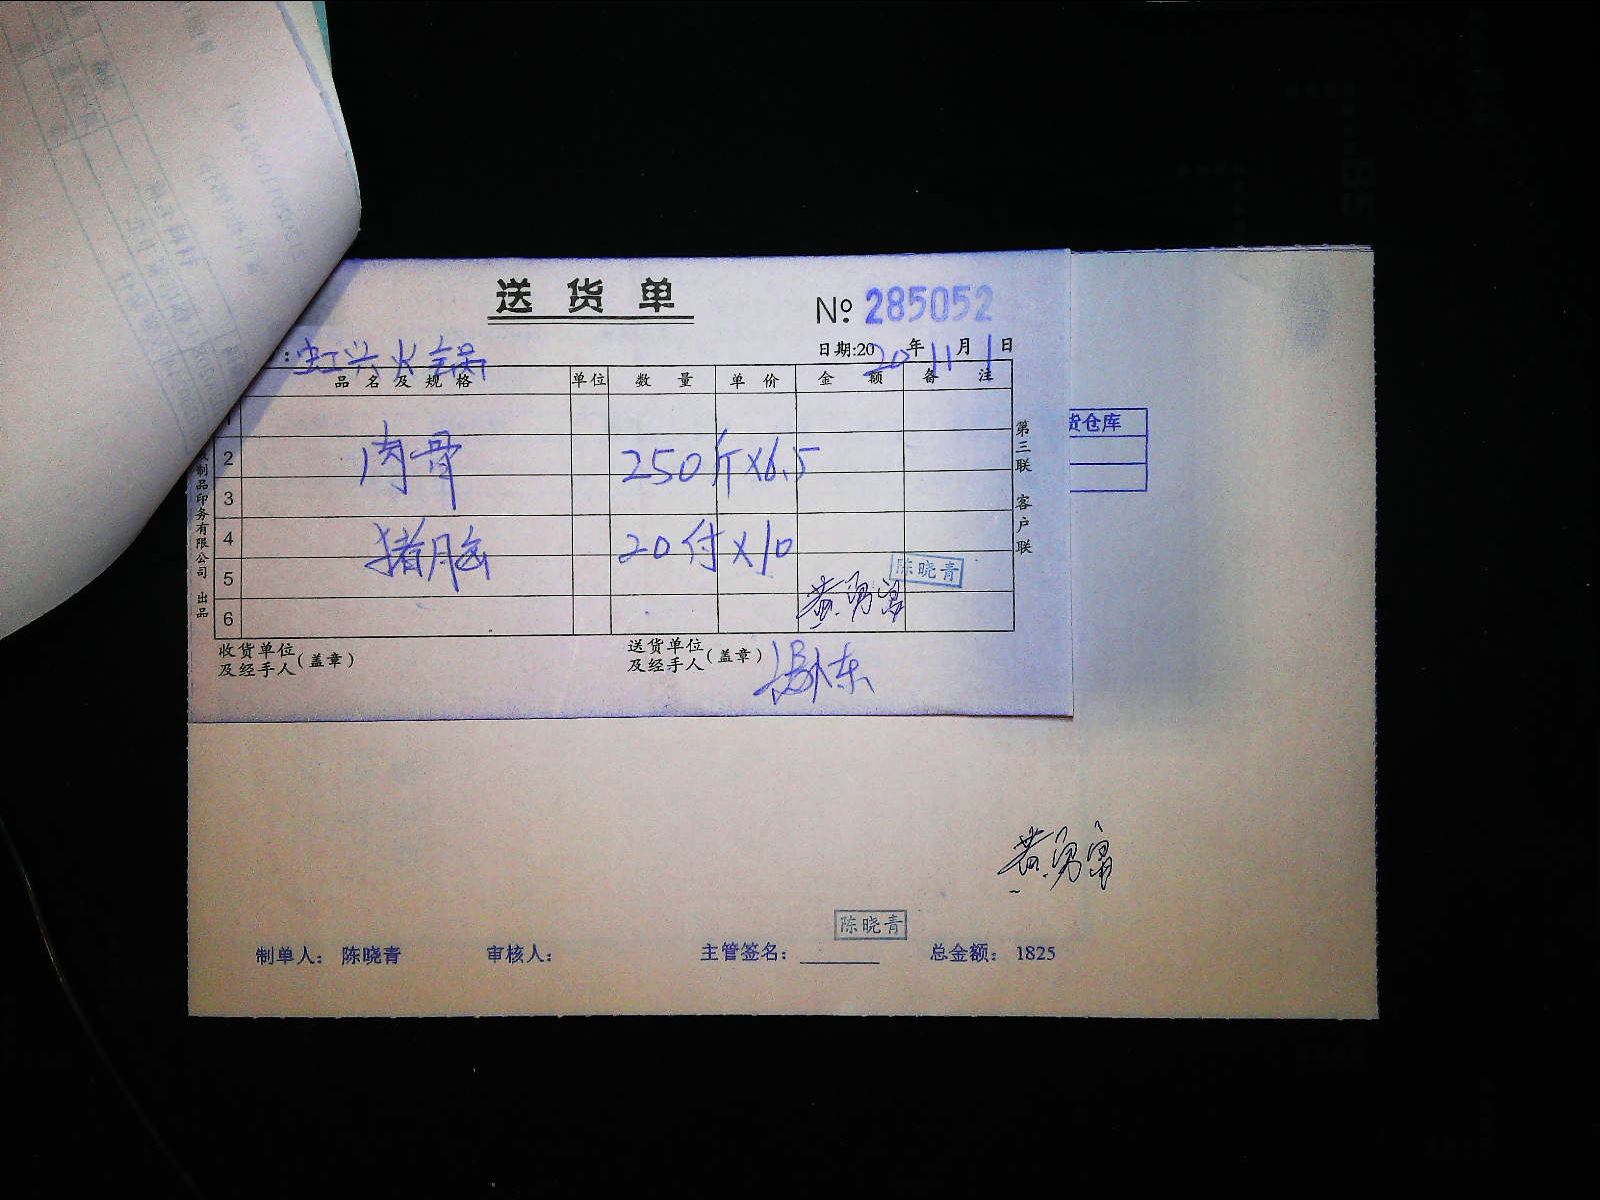 送货单
№ 285052
：虹兴火锅
日期:2020年11月1日
品名及规格 单位 数量 单价 金额 备注
1
2 肉骨 250斤×6.5
3
4 猪脑 20付×10
5 陈晓青
黄勇富
6
制品印务有限公司 出品
第三联 客户联
收货单位及经手人(盖章)
送货单位及经手人(盖章)
货仓库
黄勇富
陈晓青
制单人： 陈晓青 审核人： 主管签名： 总金额： 1825